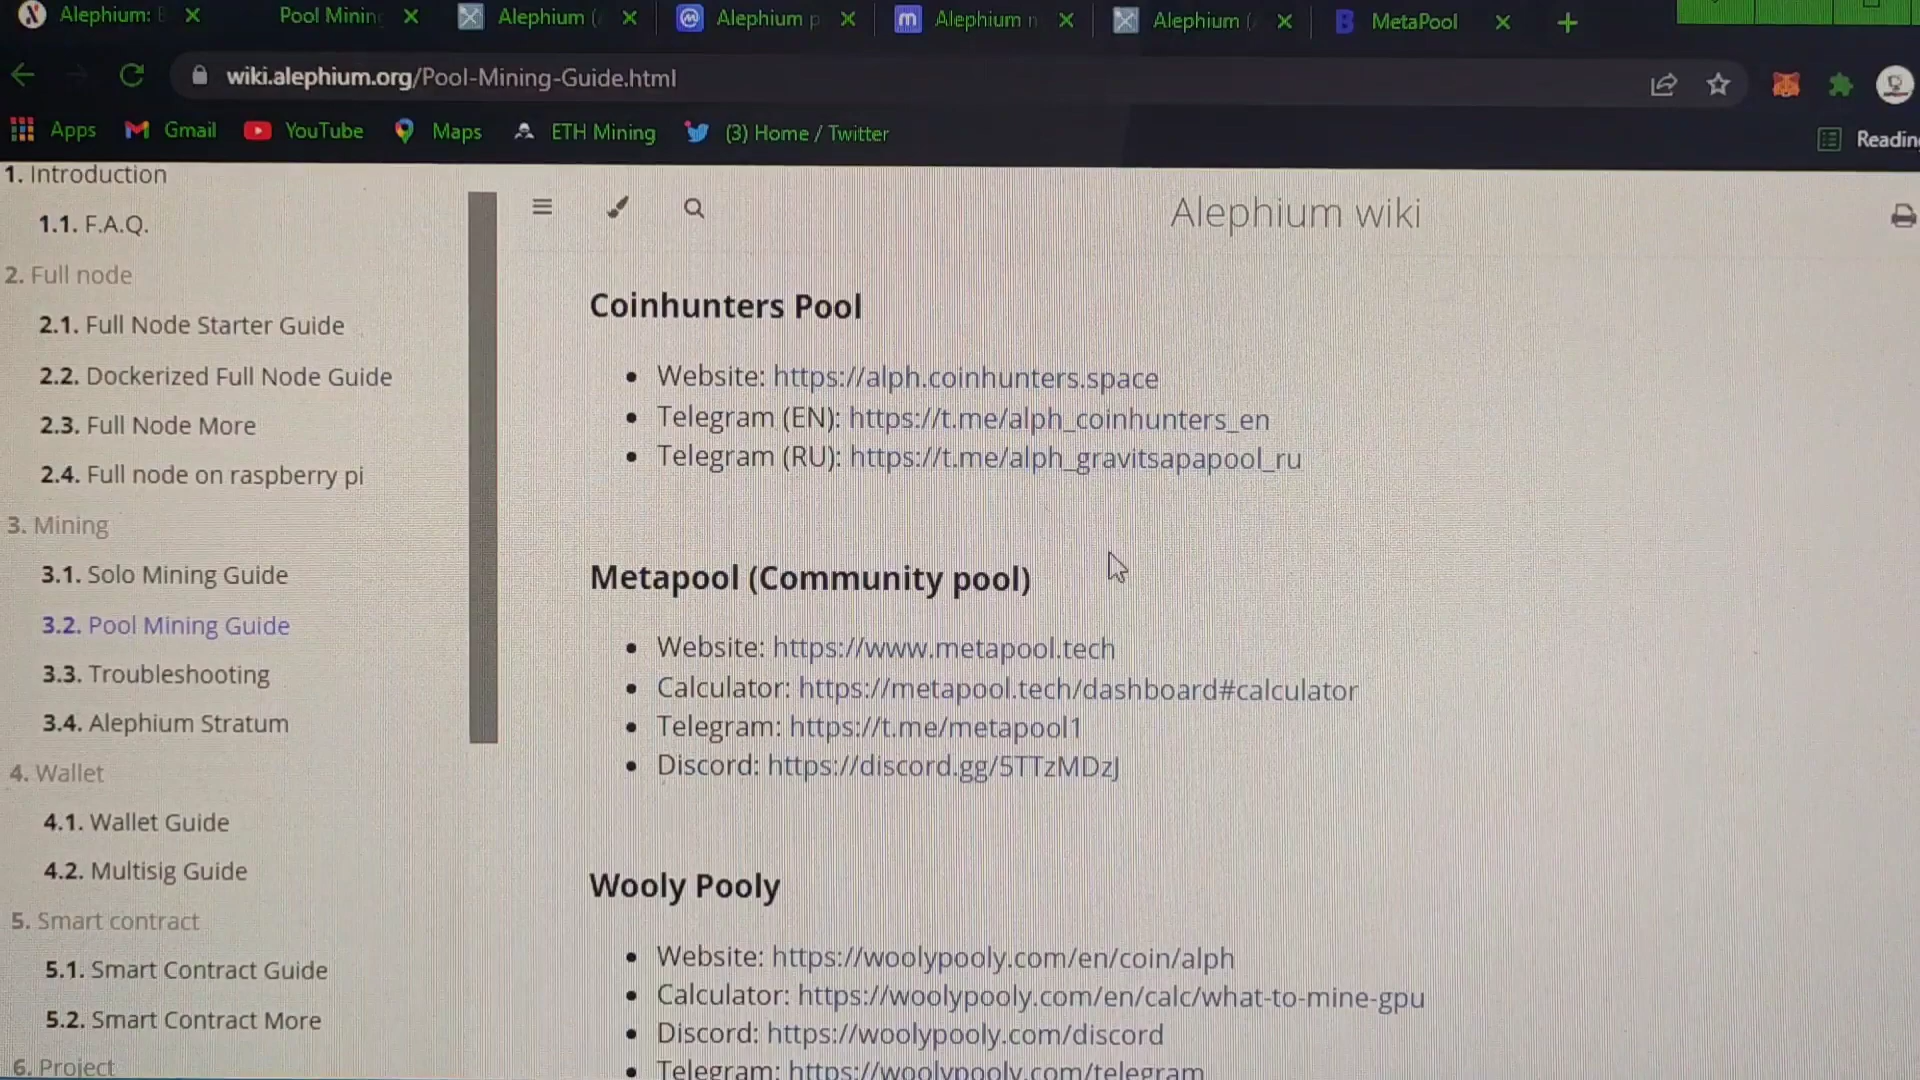 Alephium: E
Pool Minin
Alephium (
Alephium p
Alephium n
Alephium (
MetaPool
wiki.alephium.org/Pool-Mining-Guide.html
Apps
Gmail
YouTube
Maps
ETH Mining
(3) Home / Twitter
Reading
1. Introduction
1.1. F.A.Q.
2. Full node
2.1. Full Node Starter Guide
2.2. Dockerized Full Node Guide
2.3. Full Node More
2.4. Full node on raspberry pi
3. Mining
3.1. Solo Mining Guide
3.2. Pool Mining Guide
3.3. Troubleshooting
3.4. Alephium Stratum
4. Wallet
4.1. Wallet Guide
4.2. Multisig Guide
5. Smart contract
5.1. Smart Contract Guide
5.2. Smart Contract More
6. Project
Alephium wiki
Coinhunters Pool
• Website: https://alph.coinhunters.space
• Telegram (EN): https://t.me/alph_coinhunters_en
• Telegram (RU): https://t.me/alph_gravitsapapool_ru
Metapool (Community pool)
• Website: https://www.metapool.tech
• Calculator: https://metapool.tech/dashboard#calculator
• Telegram: https://t.me/metapool1
• Discord: https://discord.gg/5TTzMDzJ
Wooly Pooly
• Website: https://woolypooly.com/en/coin/alph
• Calculator: https://woolypooly.com/en/calc/what-to-mine-gpu
• Discord: https://woolypooly.com/discord
• Telegram: https://woolypooly.com/telegram